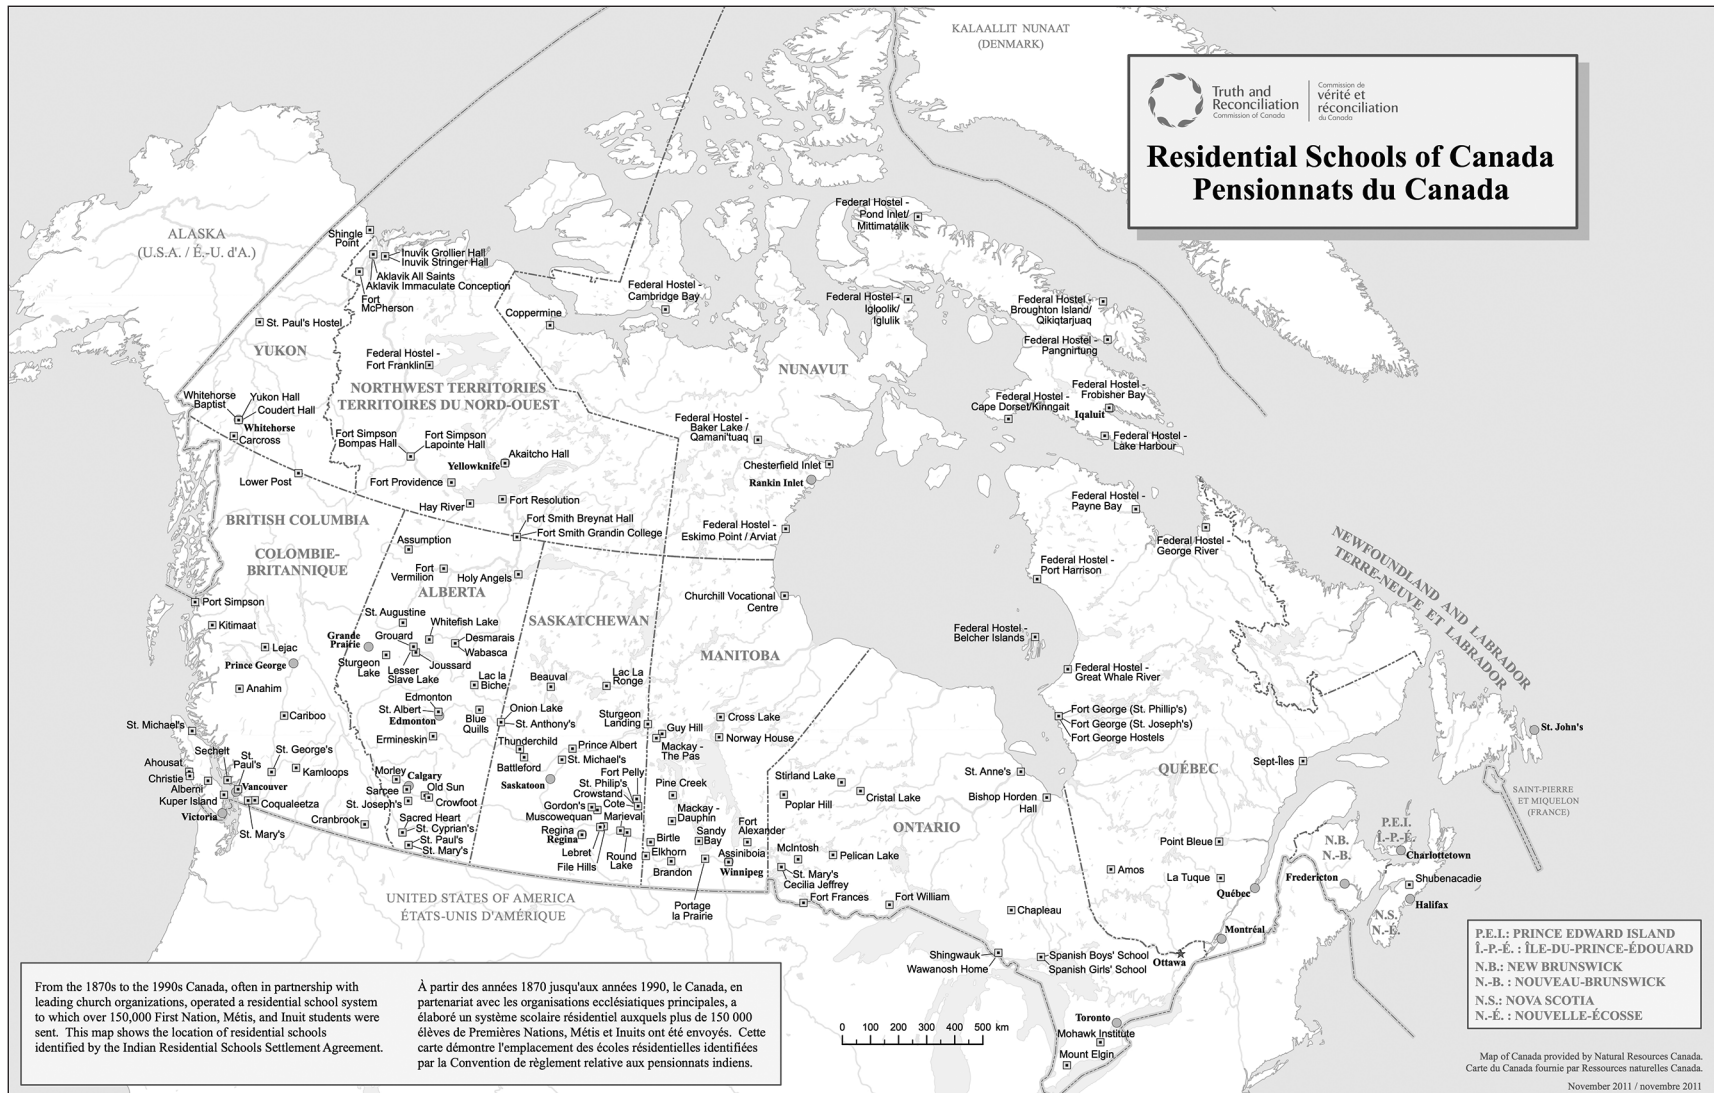 KALAALLIT NUNAAT
(DENMARK)
Truth and
Reconciliation
Commission of Canada
Commission de
vérité et
réconciliation
du Canada
Residential Schools of Canada
Pensionnats du Canada
ALASKA
(U.S.A. / É.-U. d'A.)
Shingle
Point
Inuvik Grollier Hall
Inuvik Stringer Hall
Aklavik All Saints
Aklavik Immaculate Conception
Fort
McPherson
St. Paul's Hostel
YUKON
Federal Hostel -
Fort Franklin
NORTHWEST TERRITORIES
TERRITOIRES DU NORD-OUEST
Coppermine
Federal Hostel -
Cambridge Bay
Federal Hostel -
Pond Inlet/
Mittimatalik
Federal Hostel -
Igloolik/
Iglulik
Federal Hostel -
Broughton Island/
Qikiqtarjuaq
Federal Hostel -
Pangnirtung
NUNAVUT
Federal Hostel -
Frobisher Bay
Iqaluit
Federal Hostel -
Cape Dorset/Kinngait
Federal Hostel -
Lake Harbour
Whitehorse
Baptist
Yukon Hall
Coudert Hall
Whitehorse
Carcross
Lower Post
Fort Simpson
Bompas Hall
Fort Simpson
Lapointe Hall
Akaitcho Hall
Yellowknife
Fort Providence
Hay River
Fort Resolution
Fort Smith Breynat Hall
Fort Smith Grandin College
Federal Hostel -
Baker Lake /
Qamani'tuaq
Chesterfield Inlet
Rankin Inlet
Federal Hostel -
Eskimo Point / Arviat
Federal Hostel -
Payne Bay
Federal Hostel -
George River
Federal Hostel -
Port Harrison
Federal Hostel -
Belcher Islands
Federal Hostel -
Great Whale River
Fort George (St. Phillip's)
Fort George (St. Joseph's)
Fort George Hostels
NEWFOUNDLAND AND LABRADOR
TERRE-NEUVE ET LABRADOR
St. John's
SAINT-PIERRE
ET MIQUELON
(FRANCE)
BRITISH COLUMBIA
COLOMBIE-
BRITANNIQUE
Port Simpson
Kitimaat
Lejac
Prince George
Anahim
Cariboo
St. Michael's
Sechelt
St.
Paul's
St. George's
Kamloops
Ahousat
Christie
Alberni
Kuper Island
Vancouver
Coqualeetza
Victoria
St. Mary's
Cranbrook
Assumption
Fort
Vermilion
Holy Angels
ALBERTA
St. Augustine
Whitefish Lake
Grande
Prairie
Grouard
Desmarais
Wabasca
Sturgeon
Lake
Lesser
Slave Lake
Joussard
Lac la
Biche
Edmonton
St. Albert
Edmonton
Blue
Quills
Ermineskin
Morley
Calgary
Sarcee
Old Sun
St. Joseph's
Crowfoot
Sacred Heart
St. Cyprian's
St. Paul's
St. Mary's
SASKATCHEWAN
Beauval
Lac La
Ronge
Onion Lake
St. Anthony's
Sturgeon
Landing
Thunderchild
Prince Albert
Battleford
St. Michael's
Saskatoon
Fort Pelly
St. Philip's
Crowstand
Gordon's
Cote
Muscowequan
Marieval
Regina
Regina
Lebret
File Hills
Round
Lake
MANITOBA
Churchill Vocational
Centre
Cross Lake
Guy Hill
Norway House
Mackay -
The Pas
Pine Creek
Mackay -
Dauphin
Sandy
Bay
Fort
Alexander
Birtle
Elkhorn
Assiniboia
Brandon
Winnipeg
Portage
la Prairie
ONTARIO
Stirland Lake
Cristal Lake
Poplar Hill
St. Anne's
Bishop Horden
Hall
McIntosh
Pelican Lake
St. Mary's
Cecilia Jeffrey
Fort Frances
Fort William
Chapleau
Shingwauk
Wawanosh Home
Spanish Boys' School
Spanish Girls' School
Ottawa
Toronto
Mohawk Institute
Mount Elgin
QUÉBEC
Sept-Îles
Point Bleue
Amos
La Tuque
Québec
Montréal
N.B.
N.-B.
Fredericton
P.E.I.
Î.-P.-É.
Charlottetown
Shubenacadie
Halifax
N.S.
N.-É.
UNITED STATES OF AMERICA
ÉTATS-UNIS D'AMÉRIQUE
From the 1870s to the 1990s Canada, often in partnership with
leading church organizations, operated a residential school system
to which over 150,000 First Nation, Métis, and Inuit students were
sent. This map shows the location of residential schools
identified by the Indian Residential Schools Settlement Agreement.
À partir des années 1870 jusqu'aux années 1990, le Canada, en
partenariat avec les organisations ecclésiatiques principales, a
élaboré un système scolaire résidentiel auxquels plus de 150 000
élèves de Premières Nations, Métis et Inuits ont été envoyés. Cette
carte démontre l'emplacement des écoles résidentielles identifiées
par la Convention de règlement relative aux pensionnats indiens.
0 100 200 300 400 500 km
P.E.I.: PRINCE EDWARD ISLAND
Î.-P.-É. : ÎLE-DU-PRINCE-ÉDOUARD
N.B.: NEW BRUNSWICK
N.-B. : NOUVEAU-BRUNSWICK
N.S.: NOVA SCOTIA
N.-É. : NOUVELLE-ÉCOSSE
Map of Canada provided by Natural Resources Canada.
Carte du Canada fournie par Ressources naturelles Canada.
November 2011 / novembre 2011